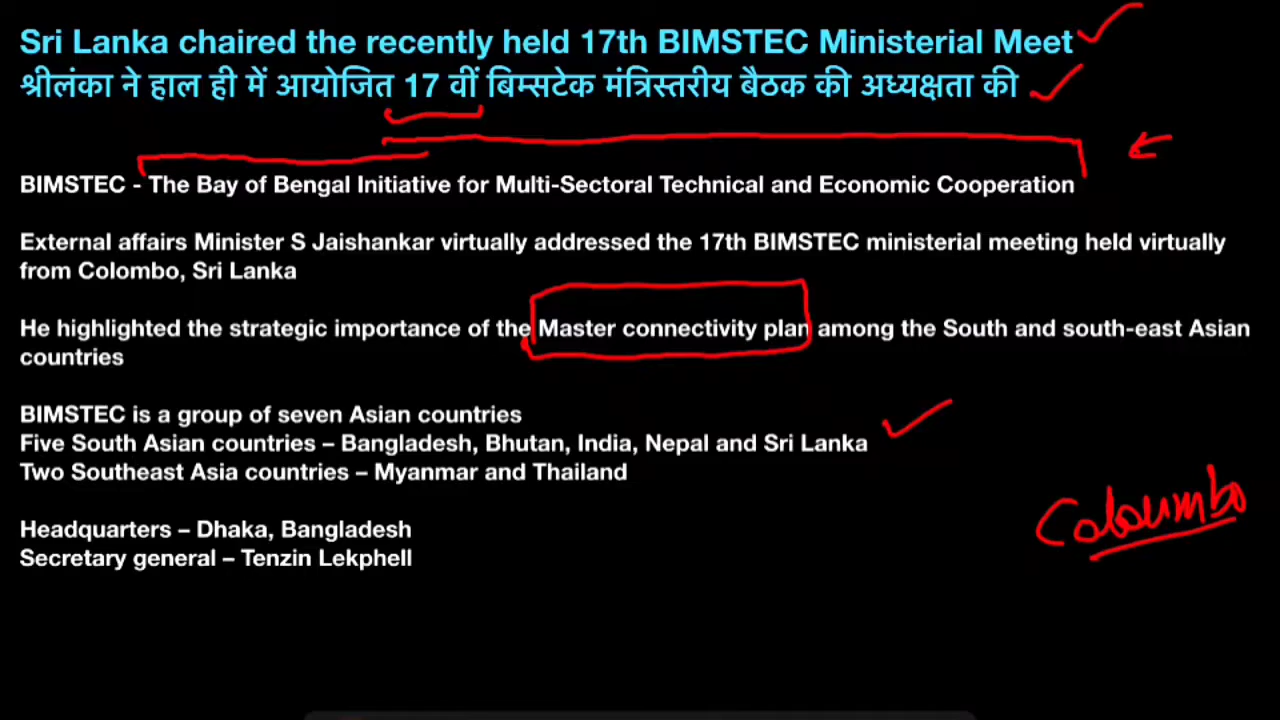 Sri Lanka chaired the recently held 17th BIMSTEC Ministerial Meet
श्रीलंका ने हाल ही में आयोजित 17 वीं बिम्सटेक मंत्रिस्तरीय बैठक की अध्यक्षता की
BIMSTEC - The Bay of Bengal Initiative for Multi-Sectoral Technical and Economic Cooperation
External affairs Minister S Jaishankar virtually addressed the 17th BIMSTEC ministerial meeting held virtually
from Colombo, Sri Lanka
He highlighted the strategic importance of the Master connectivity plan among the South and south-east Asian
countries
BIMSTEC is a group of seven Asian countries
Five South Asian countries – Bangladesh, Bhutan, India, Nepal and Sri Lanka
Two Southeast Asia countries – Myanmar and Thailand
Coloumbo
Headquarters – Dhaka, Bangladesh
Secretary general – Tenzin Lekphell